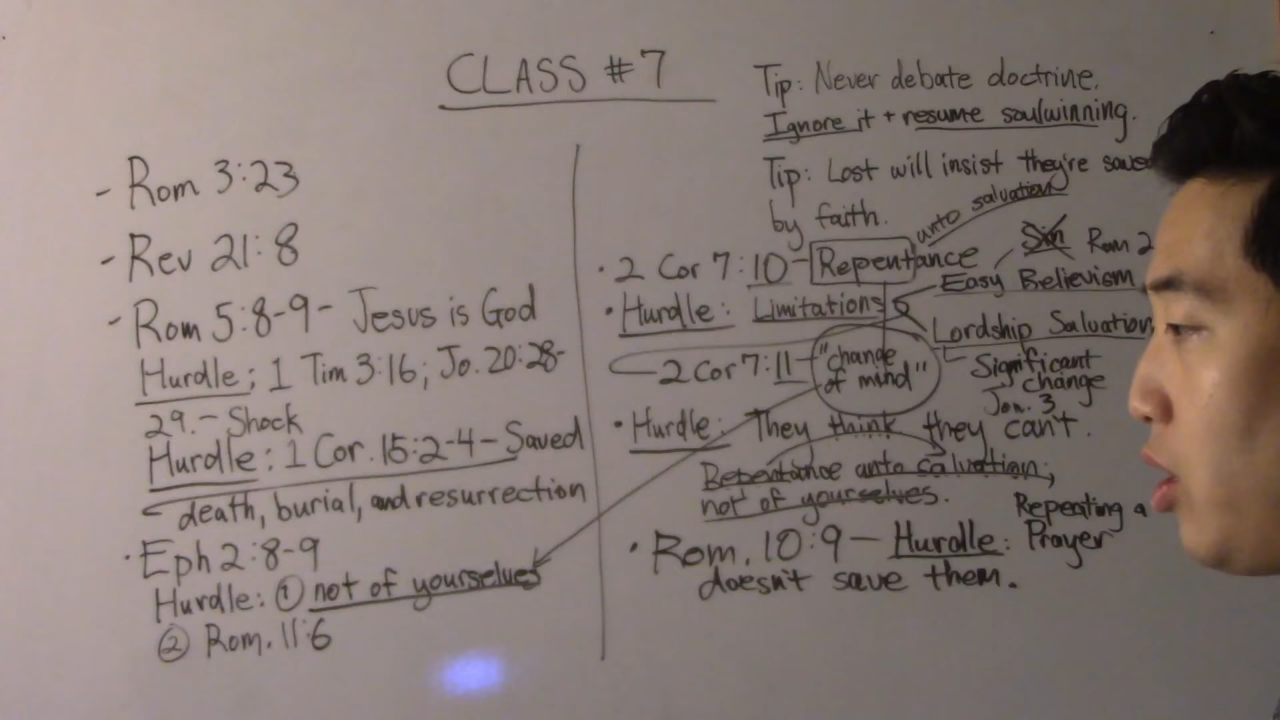 CLASS #7
- Rom 3:23
- Rev 21:8
- Rom 5:8-9 - Jesus is God
Hurdle: 1 Tim 3:16; Jo. 20:28-
29. - Shock
Hurdle: 1 Cor. 15:2-4 - Saved
death, burial, and resurrection
· Eph 2:8-9
Hurdle: ① not of yourselves
② Rom. 11:6
Tip: Never debate doctrine.
Ignore it + resume soulwinning.
Tip: Lost will insist they're saved
by faith.
unto salvation
· 2 Cor 7:10 - Repentance
Sin Rom 2
Easy Believism
· Hurdle: Limitations
Lordship Salvation
2 Cor 7:11 - "change
of mind"
Significant
change
Jon. 3
· Hurdle: They think they can't.
Repentance unto salvation;
not of yourselves.
· Rom. 10:9 - Hurdle: Repeating a
Prayer
doesn't save them.